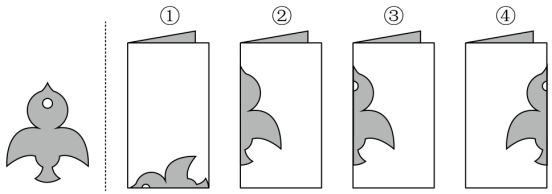 ① ② ③ ④